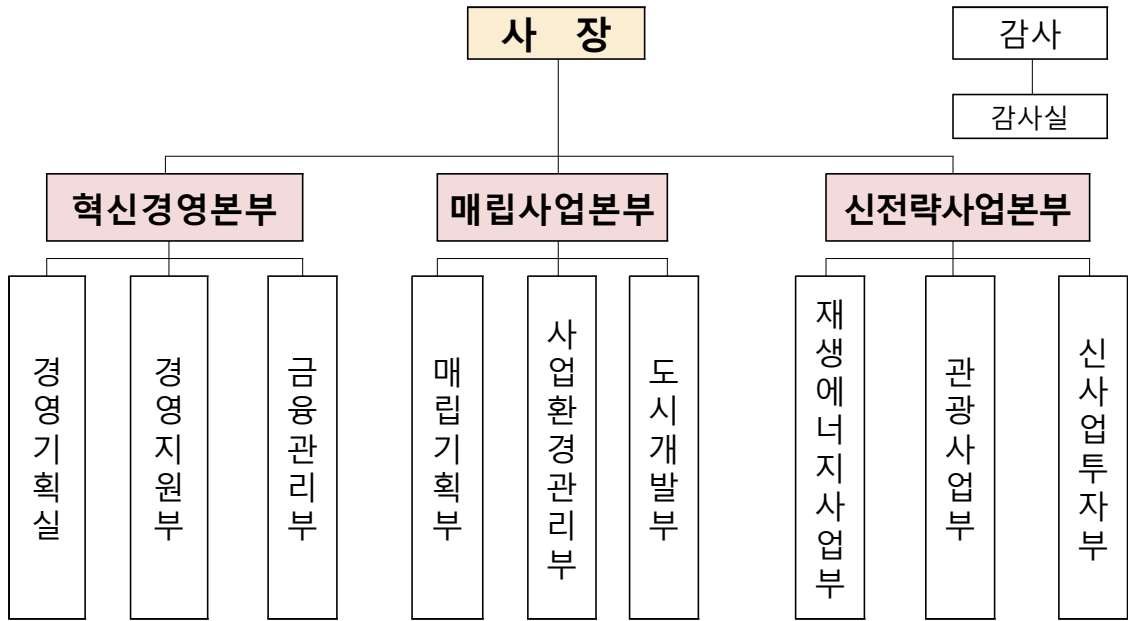 사 장
감사
감사실
혁신경영본부
매립사업본부
신전략사업본부
경영기획실
경영지원부
금융관리부
매립기획부
사업환경관리부
도시개발부
재생에너지사업부
관광사업부
신사업투자부